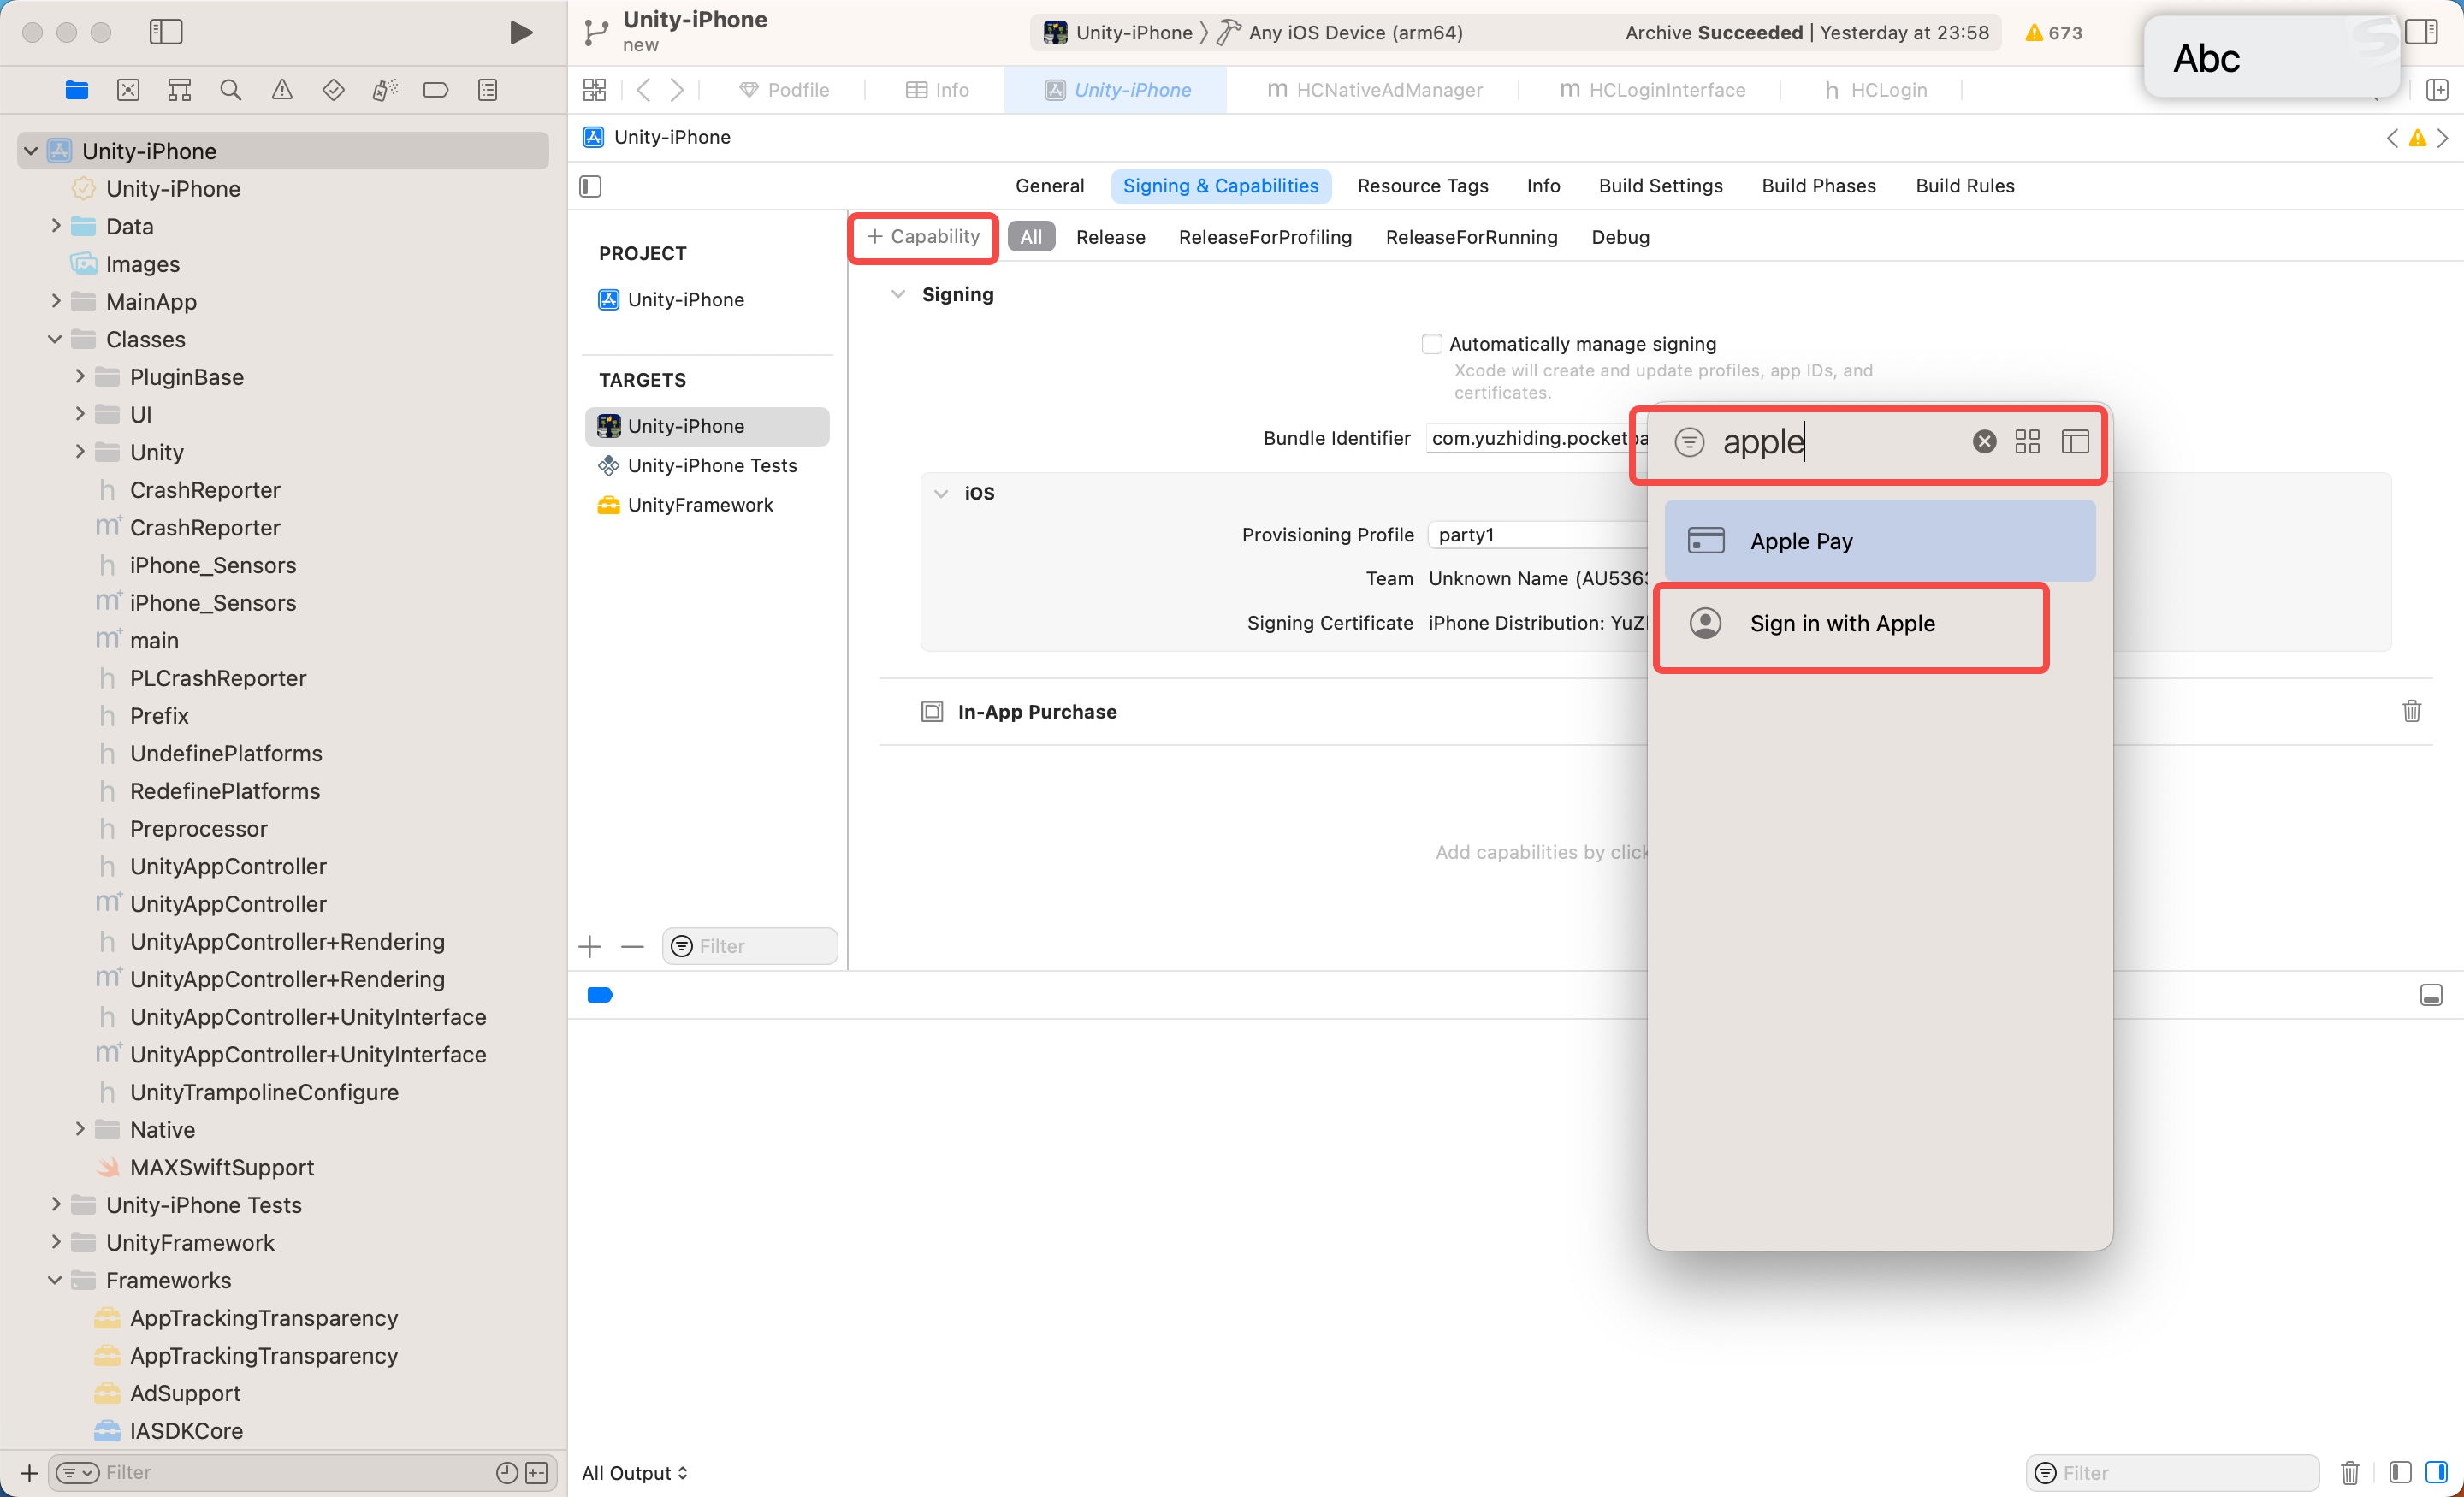 Unity-iPhone
new
Unity-iPhone
Any iOS Device (arm64)
Archive Succeeded | Yesterday at 23:58
673
Abc
Podfile
Info
Unity-iPhone
m HCNativeAdManager
m HCLoginInterface
h HCLogin
Unity-iPhone
Unity-iPhone
Unity-iPhone
Data
Images
MainApp
Classes
PluginBase
UI
Unity
h CrashReporter
m+ CrashReporter
h iPhone_Sensors
m+ iPhone_Sensors
m+ main
h PLCrashReporter
h Prefix
h UndefinePlatforms
h RedefinePlatforms
h Preprocessor
h UnityAppController
m+ UnityAppController
h UnityAppController+Rendering
m+ UnityAppController+Rendering
h UnityAppController+UnityInterface
m+ UnityAppController+UnityInterface
h UnityTrampolineConfigure
Native
MAXSwiftSupport
Unity-iPhone Tests
UnityFramework
Frameworks
AppTrackingTransparency
AppTrackingTransparency
AdSupport
IASDKCore
Filter
General
Signing & Capabilities
Resource Tags
Info
Build Settings
Build Phases
Build Rules
PROJECT
Unity-iPhone
TARGETS
Unity-iPhone
Unity-iPhone Tests
UnityFramework
Filter
+ Capability
All
Release
ReleaseForProfiling
ReleaseForRunning
Debug
Signing
Automatically manage signing
Xcode will create and update profiles, app IDs, and
certificates.
Bundle Identifier
com.yuzhiding.pocketpa
iOS
Provisioning Profile
party1
Team
Unknown Name (AU536
Signing Certificate
iPhone Distribution: YuZ
In-App Purchase
Add capabilities by click
apple
Apple Pay
Sign in with Apple
All Output
Filter